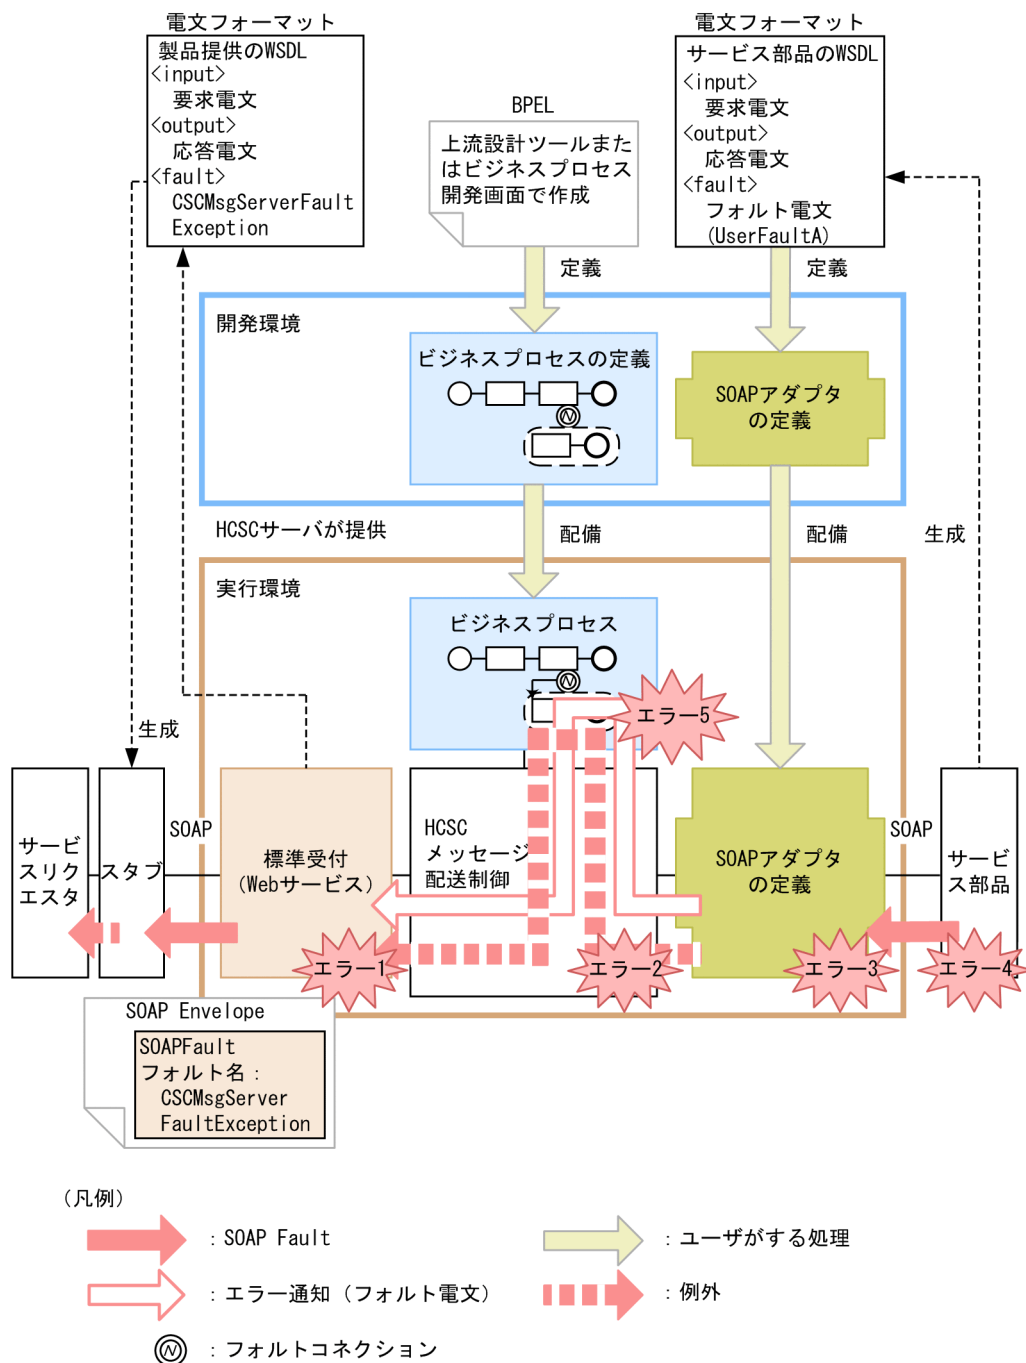 電文フォーマット
製品提供のWSDL
<input>
要求電文
<output>
応答電文
<fault>
CSCMsgServerFault
Exception
BPEL
上流設計ツールまた
はビジネスプロセス
開発画面で作成
電文フォーマット
サービス部品のWSDL
<input>
要求電文
<output>
応答電文
<fault>
フォルト電文
(UserFaultA)
定義
定義
開発環境
ビジネスプロセスの定義
SOAPアダプタ
の定義
HCSCサーバが提供
配備
配備
生成
実行環境
ビジネスプロセス
エラー5
生成
サービ
スリク
エスタ
スタブ
SOAP
標準受付
(Webサービス)
HCSC
メッセージ
配送制御
SOAPアダプタ
の定義
SOAP
サービ
ス部品
エラー1
エラー2
エラー3
エラー4
SOAP Envelope
SOAPFault
フォルト名：
CSCMsgServer
FaultException
(凡例)
：SOAP Fault
：ユーザがする処理
：エラー通知（フォルト電文）
：例外
：フォルトコネクション